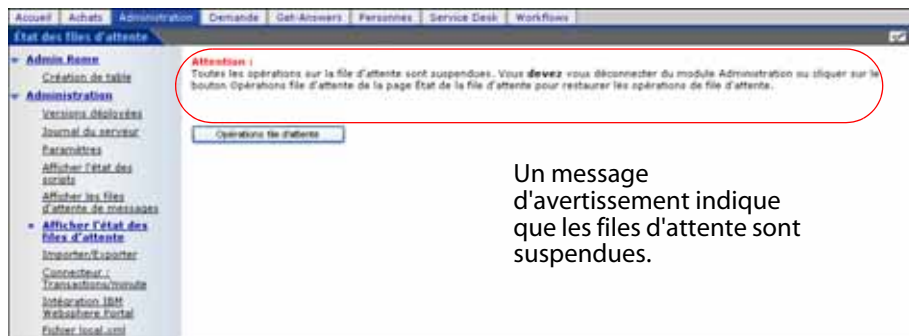 Accueil Achats Administration Demande Get-Answers Personnes Service Desk Workflows
État des files d'attente
Admin Rome
Création de table
Administration
Versions déployées
Journal du serveur
Paramètres
Afficher l'état des
scripts
Afficher les files
d'attente de messages
Afficher l'état des
files d'attente
Importer/Exporter
Connecteur :
Transactions/minute
Intégration IBM
Websphere Portal
Fichier local.xml
Attention :
Toutes les opérations sur la file d'attente sont suspendues. Vous devez vous déconnecter du module Administration ou cliquer sur le
bouton Opérations file d'attente de la page État de la file d'attente pour restaurer les opérations de file d'attente.
Opérations file d'attente
Un message
d'avertissement indique
que les files d'attente sont
suspendues.